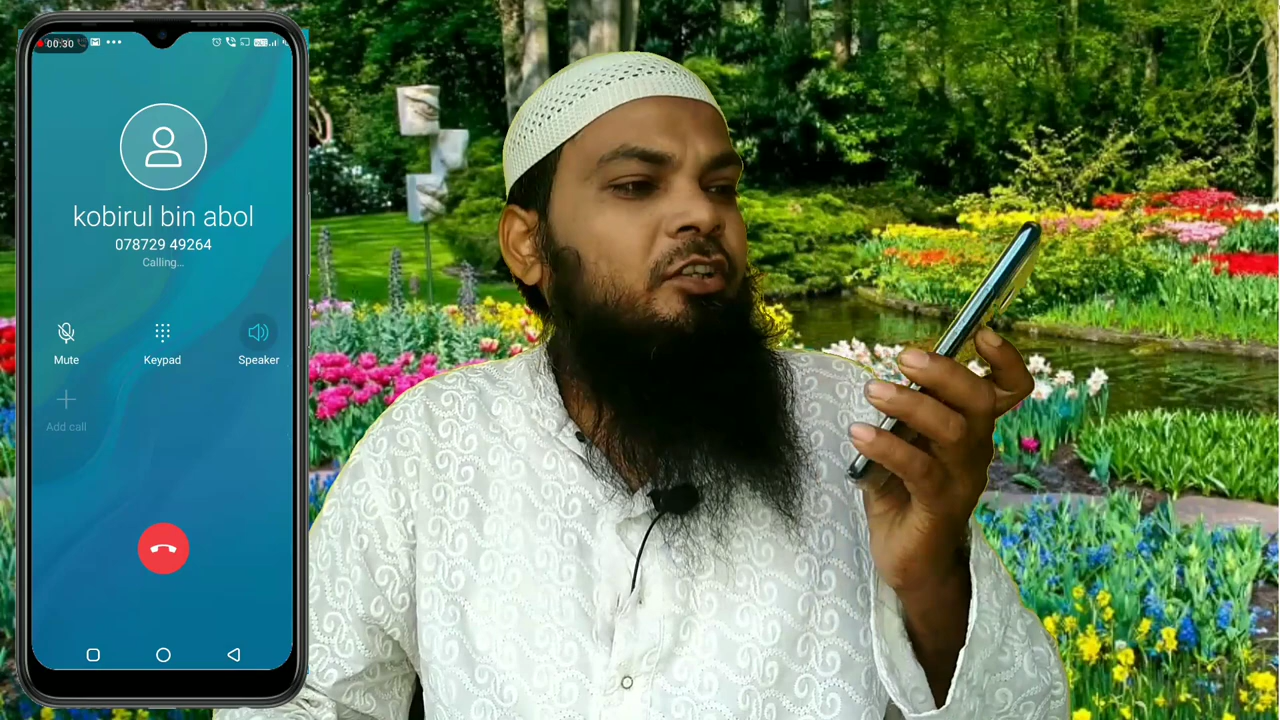 00:30
kobirul bin abol
078729 49264
Calling...
Mute
Keypad
Speaker
Add call